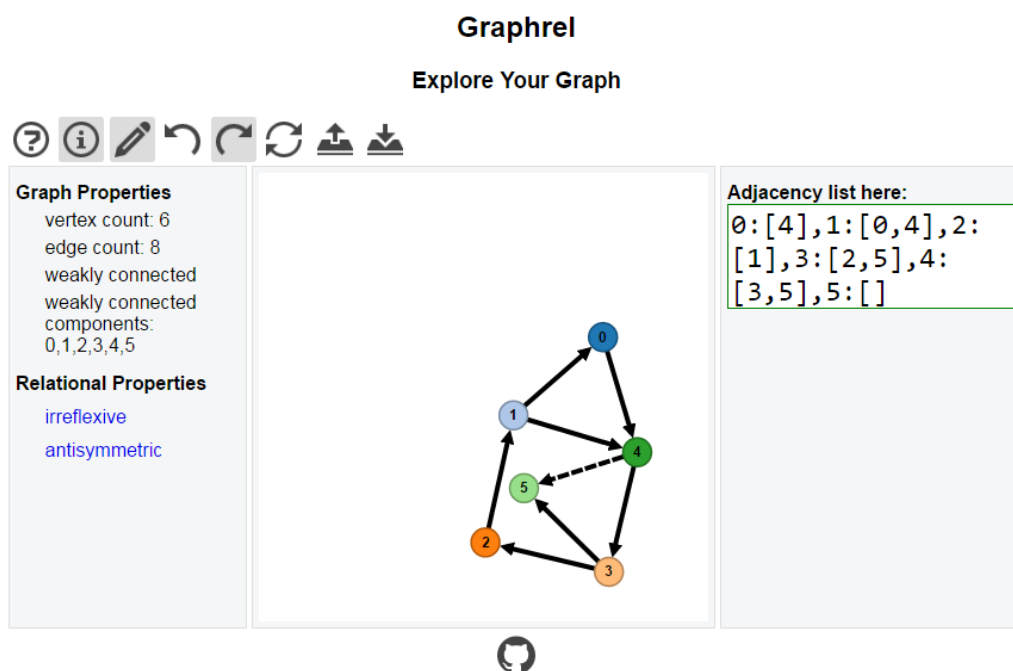 Graphrel
Explore Your Graph
Graph Properties
vertex count: 6
edge count: 8
weakly connected
weakly connected
components:
0,1,2,3,4,5
Relational Properties
irreflexive
antisymmetric
0
1
4
5
2
3
Adjacency list here:
0:[4],1:[0,4],2:
[1],3:[2,5],4:
[3,5],5:[]